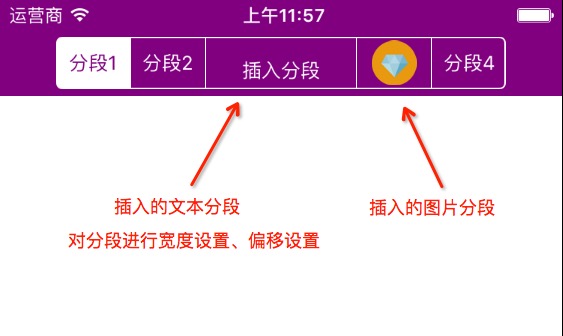 运营商 上午11:57
分段1 分段2 插入分段 分段4
插入的文本分段 插入的图片分段
对分段进行宽度设置、偏移设置